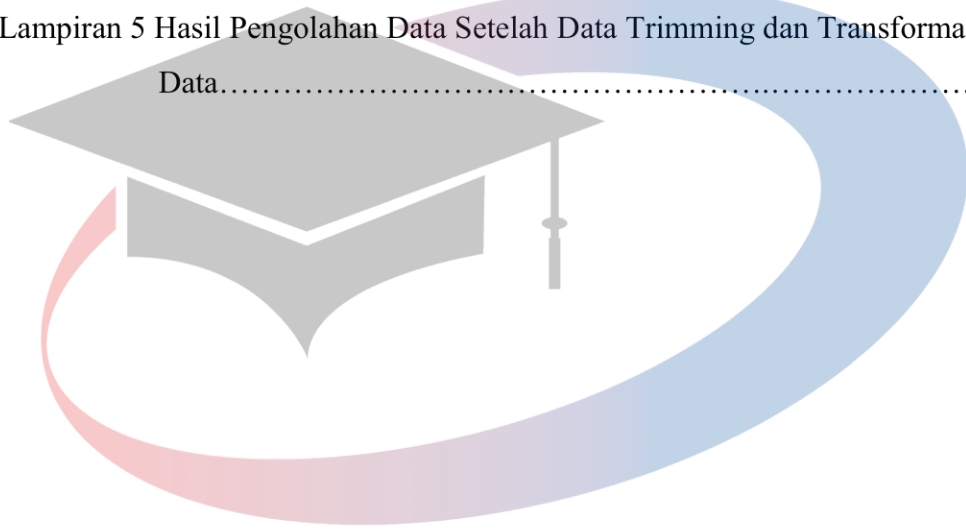 Lampiran 5 Hasil Pengolahan Data Setelah Data Trimming dan Transforma
Data……………………………………………………………………